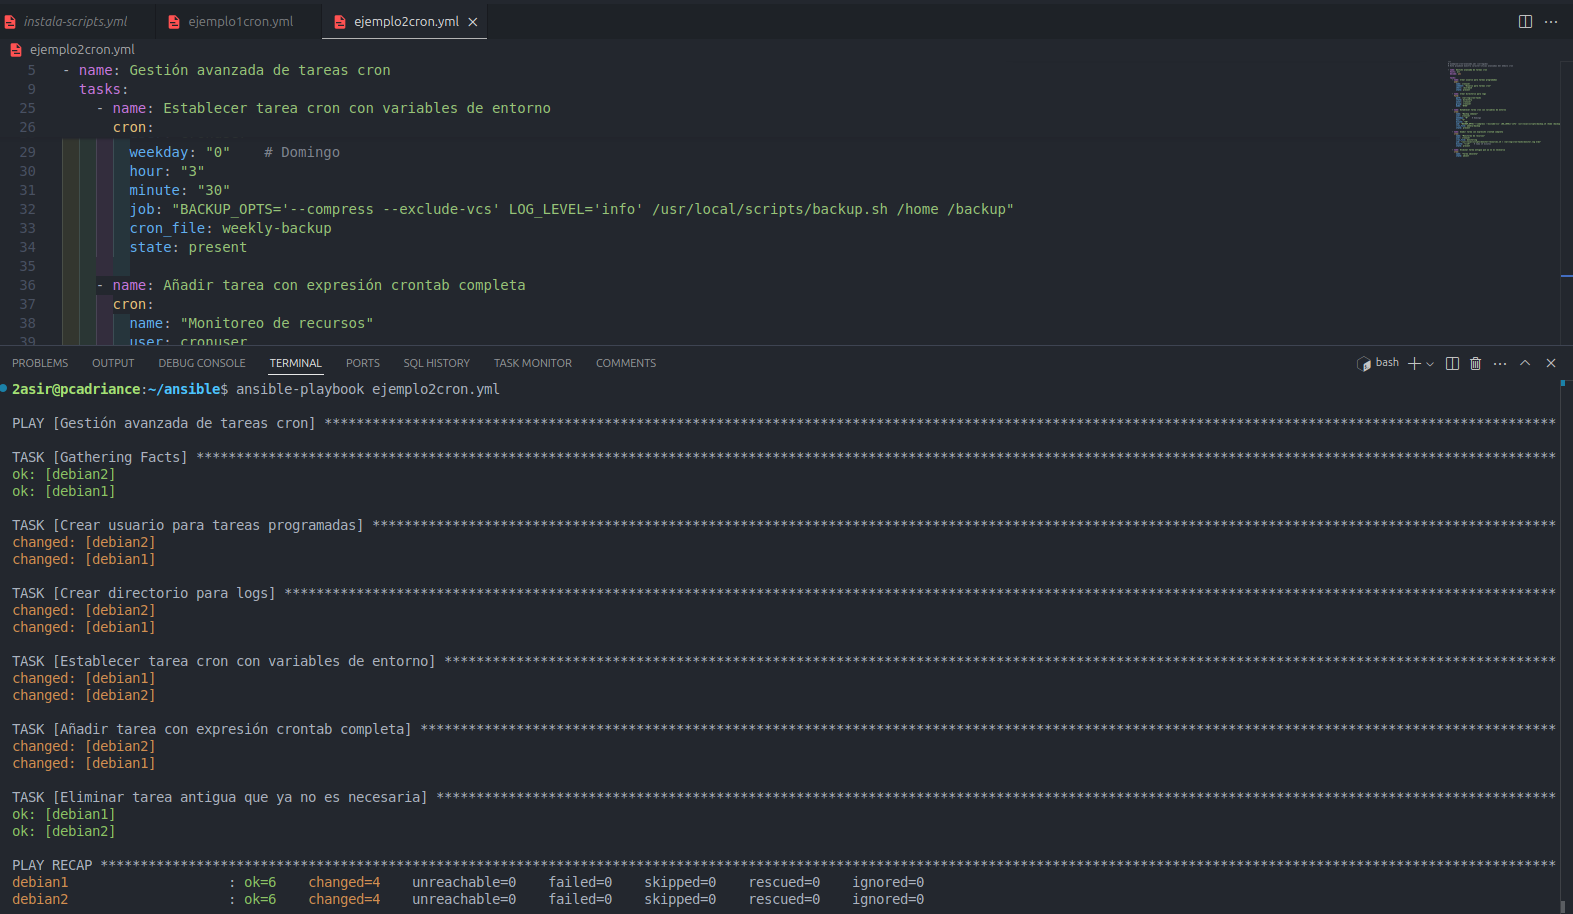 instala-scripts.yml ejemplo1cron.yml ejemplo2cron.yml
ejemplo2cron.yml
5 - name: Gestión avanzada de tareas cron
9 tasks:
25 - name: Establecer tarea cron con variables de entorno
26 cron:
29 weekday: "0" # Domingo
30 hour: "3"
31 minute: "30"
32 job: "BACKUP_OPTS='--compress --exclude-vcs' LOG_LEVEL='info' /usr/local/scripts/backup.sh /home /backup"
33 cron_file: weekly-backup
34 state: present
35
36 - name: Añadir tarea con expresión crontab completa
37 cron:
38 name: "Monitoreo de recursos"
39 user: cronuser
PROBLEMS OUTPUT DEBUG CONSOLE TERMINAL PORTS SQL HISTORY TASK MONITOR COMMENTS bash
2asir@pcadriance:~/ansible$ ansible-playbook ejemplo2cron.yml
PLAY [Gestión avanzada de tareas cron] ****
TASK [Gathering Facts] ****
ok: [debian2]
ok: [debian1]
TASK [Crear usuario para tareas programadas] ****
changed: [debian2]
changed: [debian1]
TASK [Crear directorio para logs] ****
changed: [debian2]
changed: [debian1]
TASK [Establecer tarea cron con variables de entorno] ****
changed: [debian1]
changed: [debian2]
TASK [Añadir tarea con expresión crontab completa] ****
changed: [debian2]
changed: [debian1]
TASK [Eliminar tarea antigua que ya no es necesaria] ****
ok: [debian1]
ok: [debian2]
PLAY RECAP ****
debian1 : ok=6 changed=4 unreachable=0 failed=0 skipped=0 rescued=0 ignored=0
debian2 : ok=6 changed=4 unreachable=0 failed=0 skipped=0 rescued=0 ignored=0